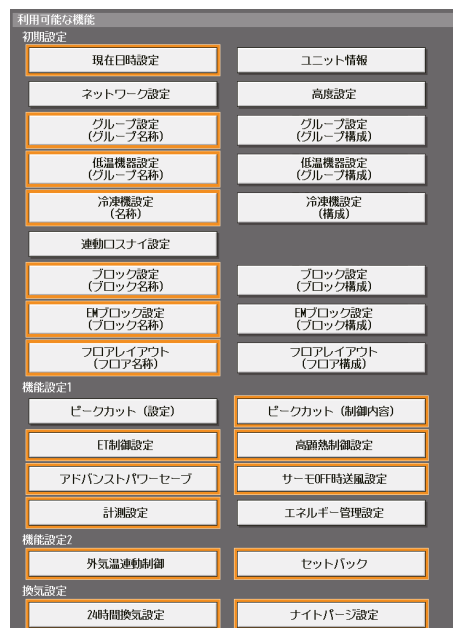 利用可能な機能
初期設定
現在日時設定
ユニット情報
ネットワーク設定
高度設定
グループ設定
(グループ名称)
グループ設定
(グループ構成)
低温機器設定
(グループ名称)
低温機器設定
(グループ構成)
冷凍機設定
(名称)
冷凍機設定
(構成)
連動ロスナイ設定
ブロック設定
(ブロック名称)
ブロック設定
(ブロック構成)
EMブロック設定
(ブロック名称)
EMブロック設定
(ブロック構成)
フロアレイアウト
(フロア名称)
フロアレイアウト
(フロア構成)
機能設定1
ピークカット（設定）
ピークカット（制御内容）
ET制御設定
高顕熱制御設定
アドバンストパワーセーブ
サーモOFF時送風設定
計測設定
エネルギー管理設定
機能設定2
外気温連動制御
セットバック
換気設定
24時間換気設定
ナイトパージ設定